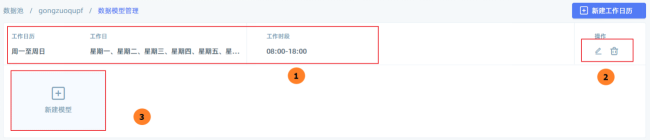 数据池 / gongzuoqupf / 数据模型管理
新建工作日历
工作日历 工作日 工作时段 操作
周一至周日 星期一、星期二、星期三、星期四、星期五、星... 08:00-18:00
1
2
新建模型
3